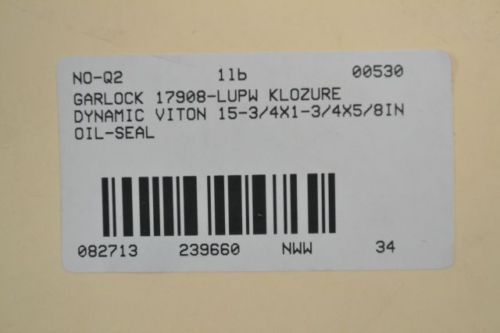 NO-Q2 1lb 00530
GARLOCK 17908-LUPW KLOZURE
DYNAMIC VITON 15-3/4X1-3/4X5/8IN
OIL-SEAL
082713 239660 NWW 34